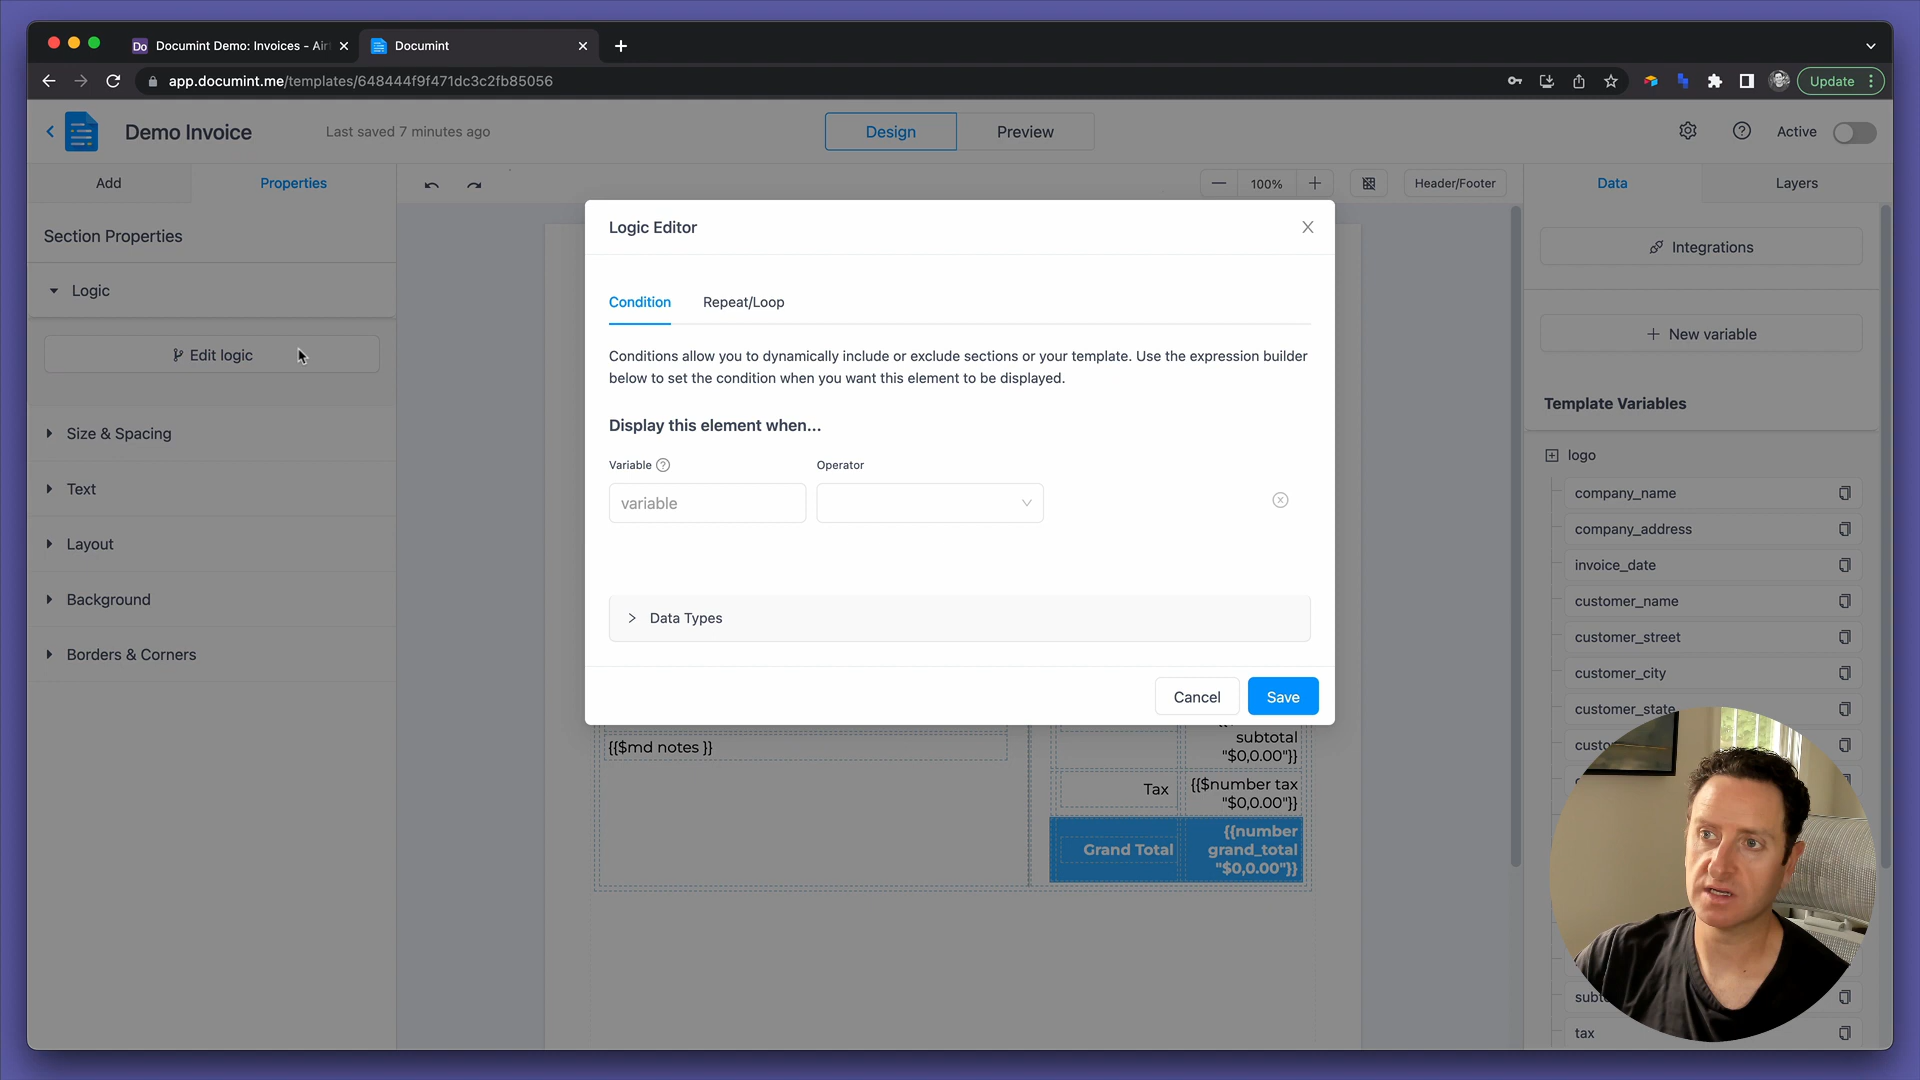 Do Documint Demo: Invoices - Air
Documint
app.documint.me/templates/648444f9f471dc3c2fb85056
Update
Demo Invoice
Last saved 7 minutes ago
Design
Preview
Active
Add
Properties
100%
Header/Footer
Data
Layers
Section Properties
Logic
Edit logic
Size & Spacing
Text
Layout
Background
Borders & Corners
Logic Editor
Condition
Repeat/Loop
Conditions allow you to dynamically include or exclude sections or your template. Use the expression builder
below to set the condition when you want this element to be displayed.
Display this element when...
Variable
Operator
variable
Data Types
Cancel
Save
{{$md notes }}
subtotal
"$0,0.00"}}
Tax
{{$number tax
"$0,0.00"}}
Grand Total
{{number
grand_total
"$0,0.00"}}
Integrations
New variable
Template Variables
logo
company_name
company_address
invoice_date
customer_name
customer_street
customer_city
customer_state
tax